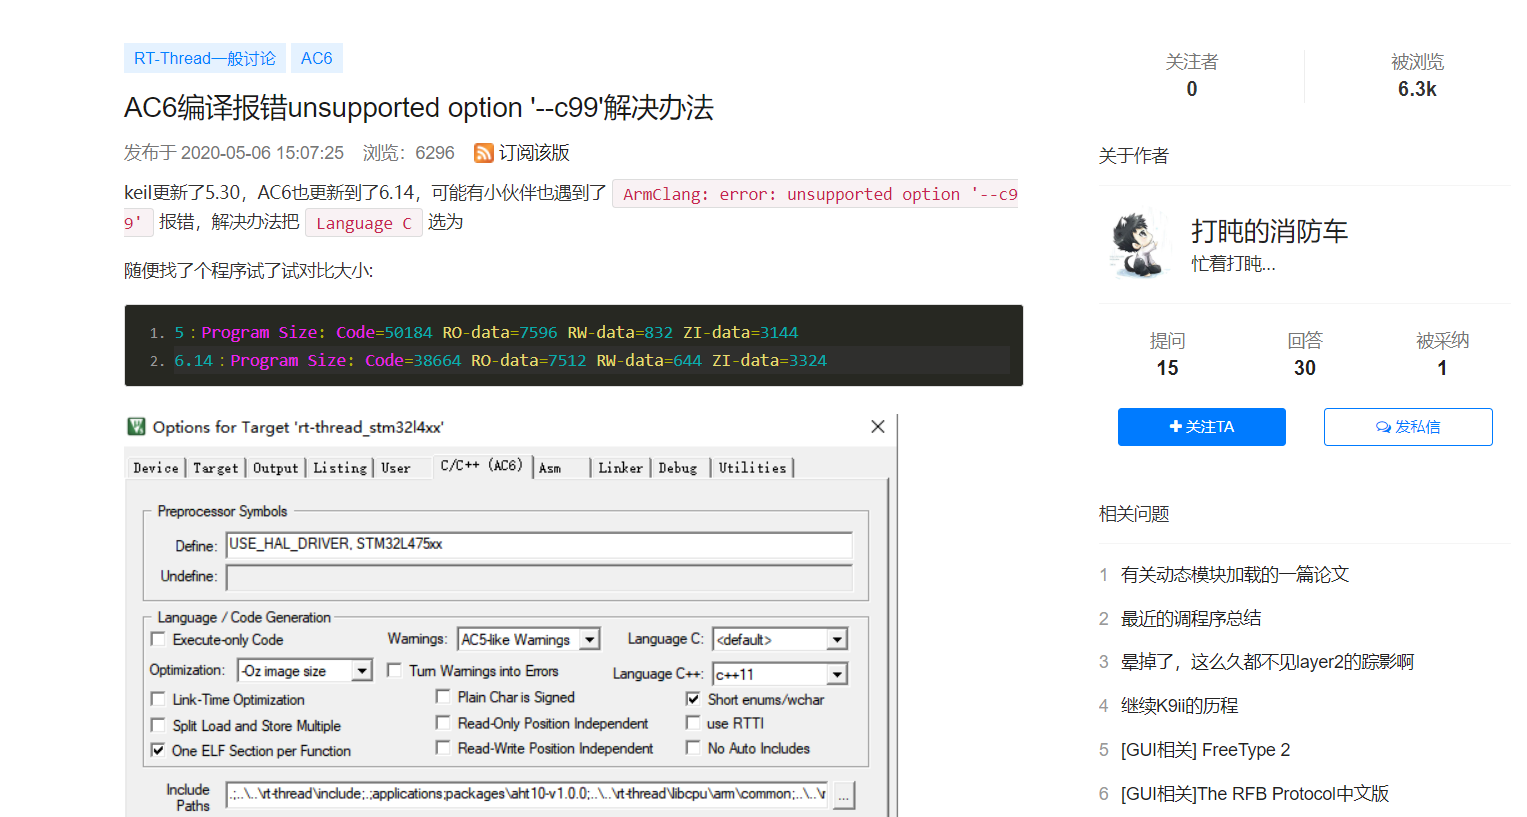 RT-Thread一般讨论 AC6
AC6编译报错unsupported option '--c99'解决办法
发布于 2020-05-06 15:07:25 浏览：6296 订阅该版
keil更新了5.30，AC6也更新到了6.14，可能有小伙伴也遇到了 ArmClang: error: unsupported option '--c9
9' 报错，解决办法把 Language C 选为
随便找了个程序试了试对比大小:
1. 5：Program Size: Code=50184 RO-data=7596 RW-data=832 ZI-data=3144
2. 6.14：Program Size: Code=38664 RO-data=7512 RW-data=644 ZI-data=3324
Options for Target 'rt-thread_stm32l4xx'
Device Target Output Listing User C/C++ (AC6) Asm Linker Debug Utilities
Preprocessor Symbols
Define: USE_HAL_DRIVER, STM32L475xx
Undefine:
Language / Code Generation
Execute-only Code Warnings: AC5-like Warnings Language C: <default>
Optimization: -Oz image size Turn Warnings into Errors Language C++: c++11
Link-Time Optimization Plain Char is Signed Short enums/wchar
Split Load and Store Multiple Read-Only Position Independent use RTTI
One ELF Section per Function Read-Write Position Independent No Auto Includes
Include
Paths
.;..\..\rt-thread\include;.;applications;packages\aht10-v1.0.0;..\..\rt-thread\libcpu\arm\common;..\..\r ...
关注者 被浏览
0 6.3k
关于作者
打盹的消防车
忙着打盹...
提问 回答 被采纳
15 30 1
关注TA 发私信
相关问题
1 有关动态模块加载的一篇论文
2 最近的调程序总结
3 晕掉了，这么久都不见layer2的踪影啊
4 继续K9ii的历程
5 [GUI相关] FreeType 2
6 [GUI相关]The RFB Protocol中文版